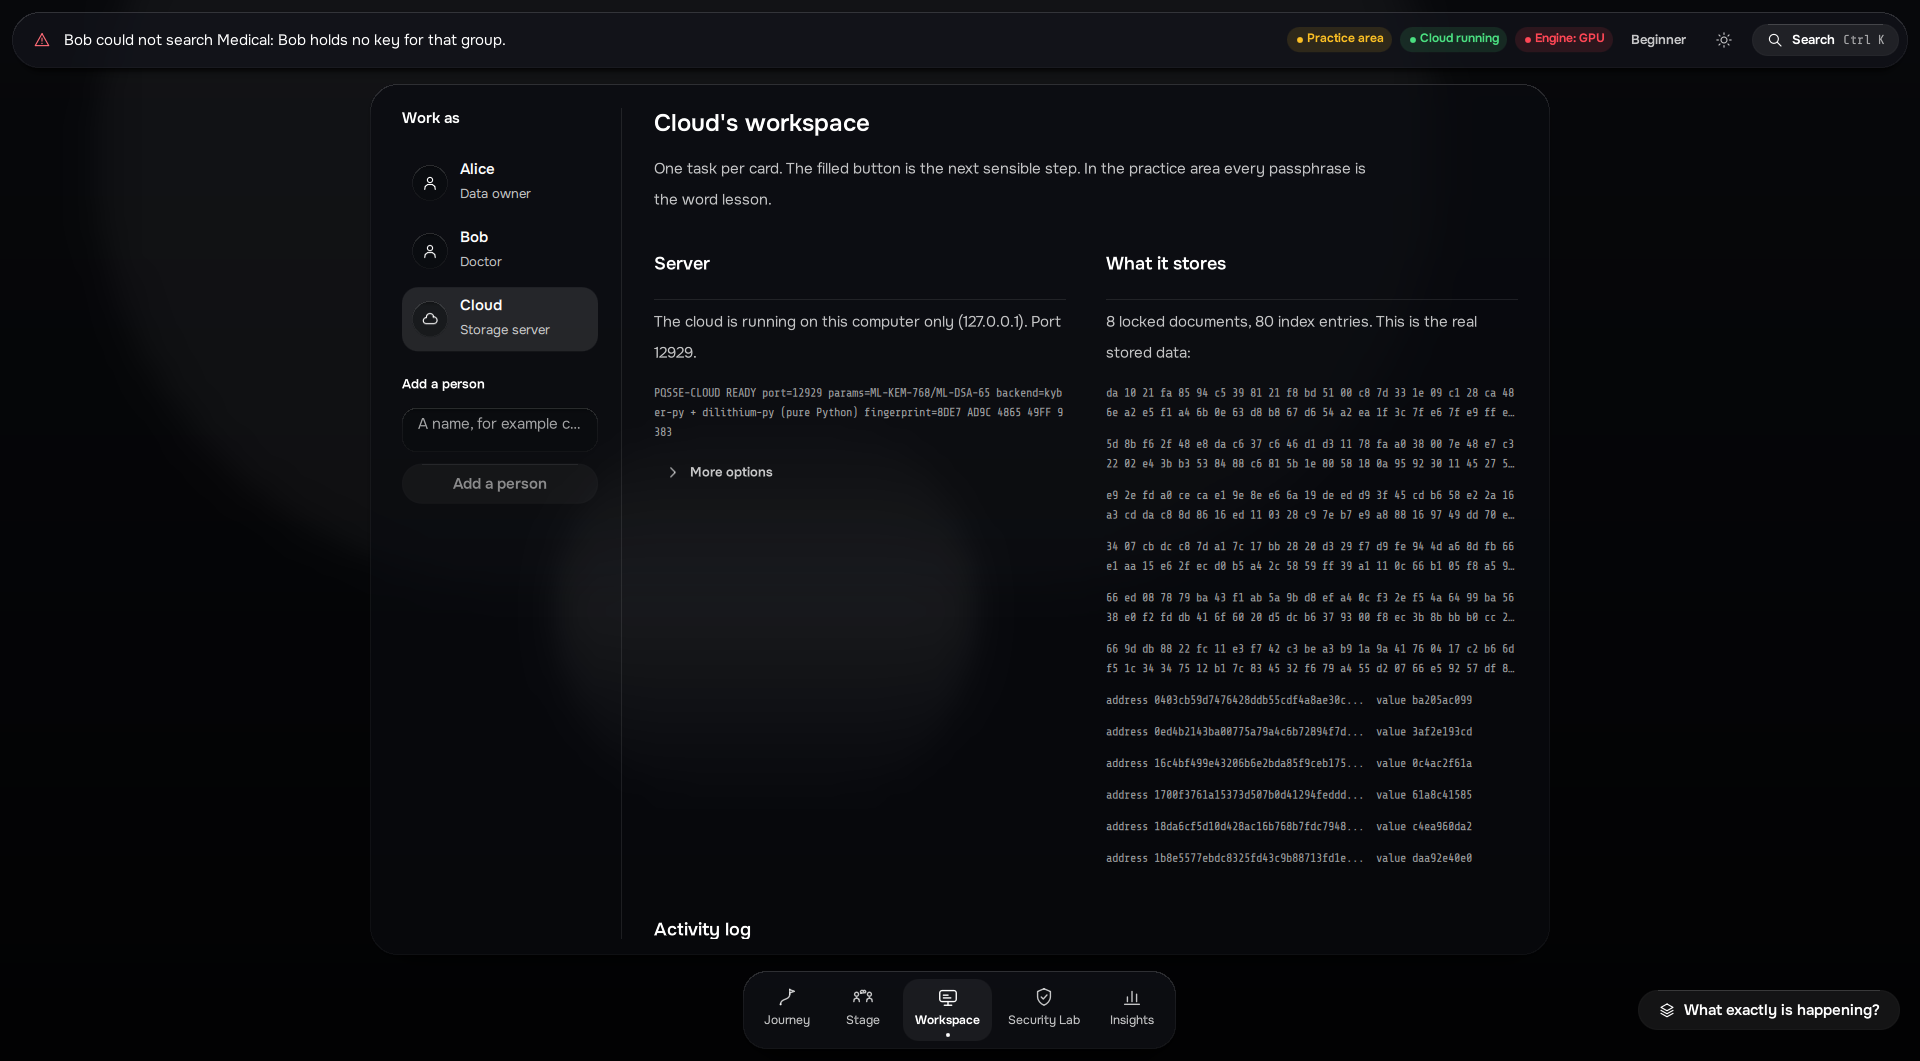 Bob could not search Medical: Bob holds no key for that group.
Practice area
Cloud running
Engine: GPU
Beginner
Search Ctrl K
Work as
Alice
Data owner
Bob
Doctor
Cloud
Storage server
Add a person
A name, for example c...
Add a person
Cloud's workspace
One task per card. The filled button is the next sensible step. In the practice area every passphrase is
the word lesson.
Server
The cloud is running on this computer only (127.0.0.1). Port
12929.
PQSSE-CLOUD READY port=12929 params=ML-KEM-768/ML-DSA-65 backend=kyb
er-py + dilithium-py (pure Python) fingerprint=8DE7 AD9C 4865 49FF 9
383
More options
What it stores
8 locked documents, 80 index entries. This is the real
stored data:
da 10 21 fa 85 94 c5 39 81 21 f8 bd 51 00 c8 7d 33 1e 09 c1 28 ca 48
6e a2 e5 f1 a4 6b 0e 63 d8 b8 67 d6 54 a2 ea 1f 3c 7f e6 7f e9 ff e…
5d 8b f6 2f 48 e8 da c6 37 c6 46 d1 d3 11 78 fa a0 38 00 7e 48 e7 c3
22 02 e4 3b b3 53 84 88 c6 81 5b 1e 80 58 18 0a 95 92 30 11 45 27 5…
e9 2e fd a0 ce ca e1 9e 8e e6 6a 19 de ed d9 3f 45 cd b6 58 e2 2a 16
a3 cd da c8 8d 86 16 ed 11 03 28 c9 7e b7 e9 a8 88 16 97 49 dd 70 e…
34 07 cb dc c8 7d a1 7c 17 bb 28 20 d3 29 f7 d9 fe 94 4d a6 8d fb 66
e1 aa 15 e6 2f ec d0 b5 a4 2c 58 59 ff 39 a1 11 0c 66 b1 05 f8 a5 9…
66 ed 08 78 79 ba 43 f1 ab 5a 9b d8 ef a4 0c f3 2e f5 4a 64 99 ba 56
38 e0 f2 fd db 41 6f 60 20 d5 dc b6 37 93 00 f8 ec 3b 8b bb b0 cc 2…
66 9d db 88 22 fc 11 e3 f7 42 c3 be a3 b9 1a 9a 41 76 04 17 c2 b6 6d
f5 1c 34 34 75 12 b1 7c 83 45 32 f6 79 a4 55 d2 07 66 e5 92 57 df 8…
address 0403cb59d7476428ddb55cdf4a8ae30c... value ba205ac099
address 0ed4b2143ba00775a79a4c6b72894f7d... value 3af2e193cd
address 16c4bf499e43206b6e2bda85f9ceb175... value 0c4ac2f61a
address 1700f3761a15373d507b0d41294feddd... value 61a8c41585
address 18da6cf5d10d428ac16b768b7fdc7948... value c4ea960da2
address 1b8e5577ebdc8325fd43c9b88713fd1e... value daa92e40e0
Activity log
Journey
Stage
Workspace
Security Lab
Insights
What exactly is happening?